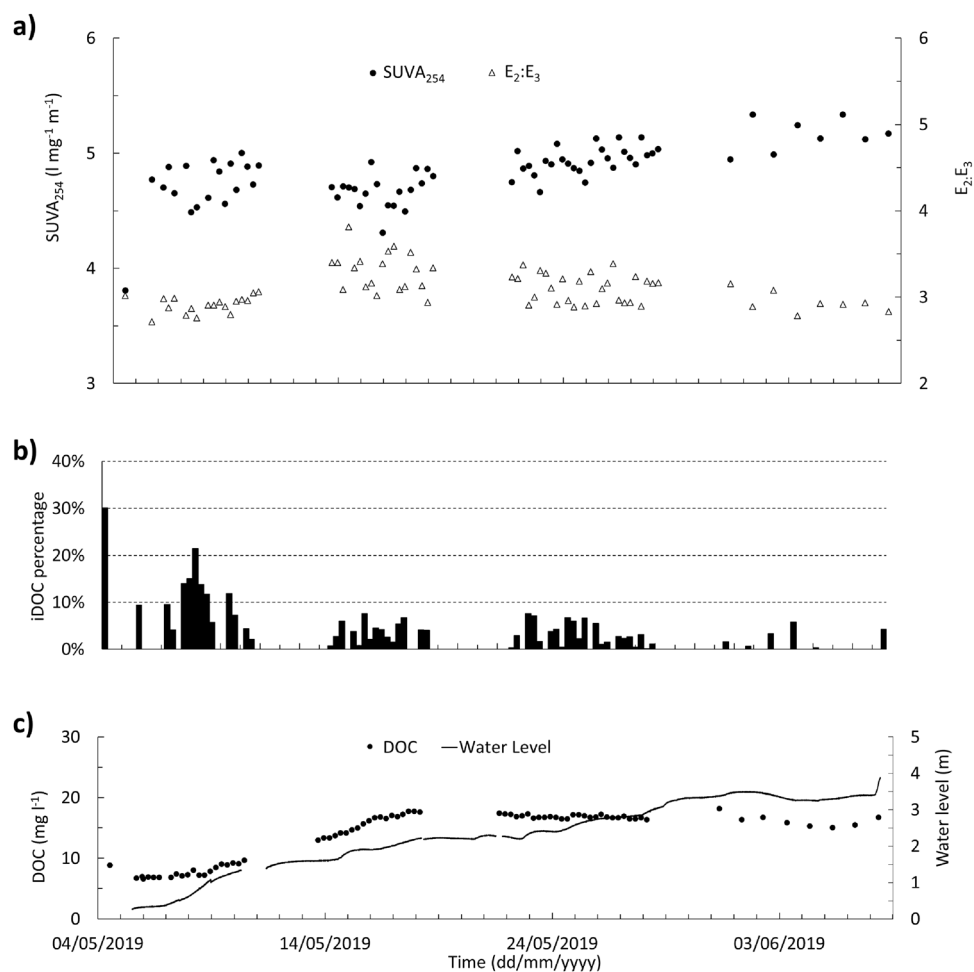 a)
6
5
4
3
SUVA₂₅₄ (l mg⁻¹ m⁻¹)
SUVA₂₅₄
E₂:E₃
6
5
4
3
2
E₂:E₃
b)
40%
30%
20%
10%
0%
iDOC percentage
c)
30
20
10
0
DOC (mg l⁻¹)
DOC
Water Level
5
4
3
2
1
0
Water level (m)
04/05/2019 14/05/2019 24/05/2019 03/06/2019
Time (dd/mm/yyyy)